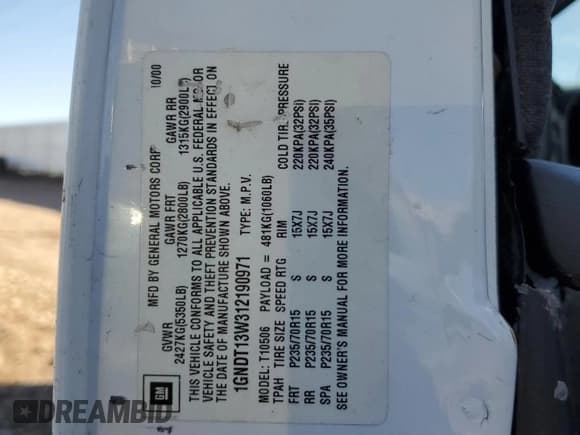 MFD BY GENERAL MOTORS CORP 10/00
GVWR GAWR FRT GAWR RR
2427KG(5350LB) 1270KG(2800LB) 1315KG(2900LB)
THIS VEHICLE CONFORMS TO ALL APPLICABLE U.S. FEDERAL MOTOR
VEHICLE SAFETY AND THEFT PREVENTION STANDARDS IN EFFECT ON
THE DATE OF MANUFACTURE SHOWN ABOVE.
1GNDT13W312190971 TYPE: M.P.V.
MODEL: T10506 PAYLOAD = 481KG(1060LB)
TPAH TIRE SIZE SPEED RTG RIM COLD TIRE PRESSURE
FRT P235/70R15 S 15X7J 220KPA(32PSI)
RR P235/70R15 S 15X7J 220KPA(32PSI)
SPA P235/70R15 S 15X7J 240KPA(35PSI)
SEE OWNER'S MANUAL FOR MORE INFORMATION.
GM
DREAMBID.COM
DREAMBID.COM